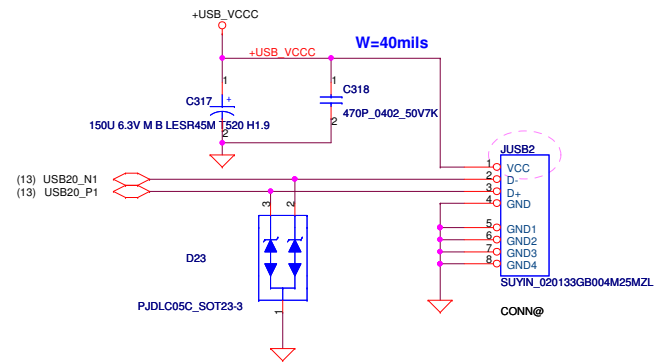 +USB_VCCC
+USB_VCCC
W=40mils
1
C317
+
2
150U 6.3V M B LESR45M T520 H1.9
1
C318
2
470P_0402_50V7K
JUSB2
1 VCC
(13) USB20_N1
2 D-
(13) USB20_P1
3 D+
4 GND
5 GND1
6 GND2
7 GND3
8 GND4
SUYIN_020133GB004M25MZL
CONN@
3
2
D23
PJDLC05C_SOT23-3
1